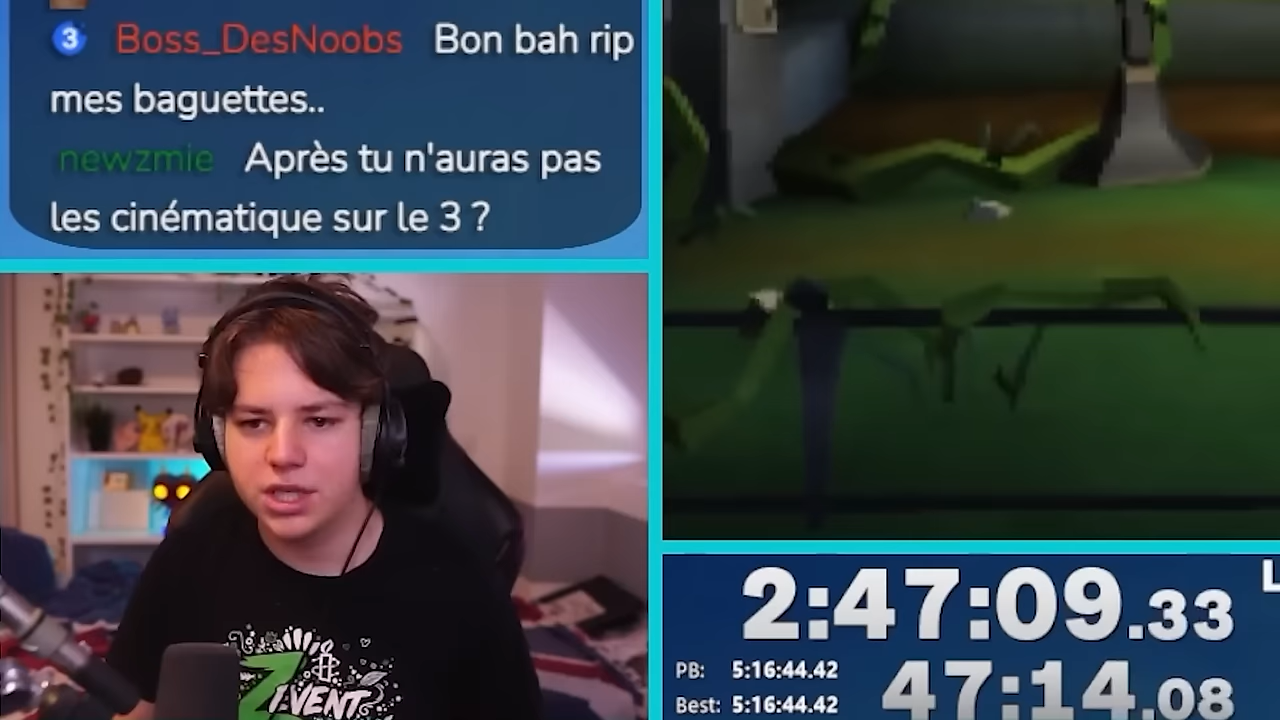 3 Boss_DesNoobs Bon bah rip
mes baguettes..
newzmie Après tu n'auras pas
les cinématique sur le 3 ?
Z EVENT
2:47:09.33
PB: 5:16:44.42
47:14.08
Best: 5:16:44.42